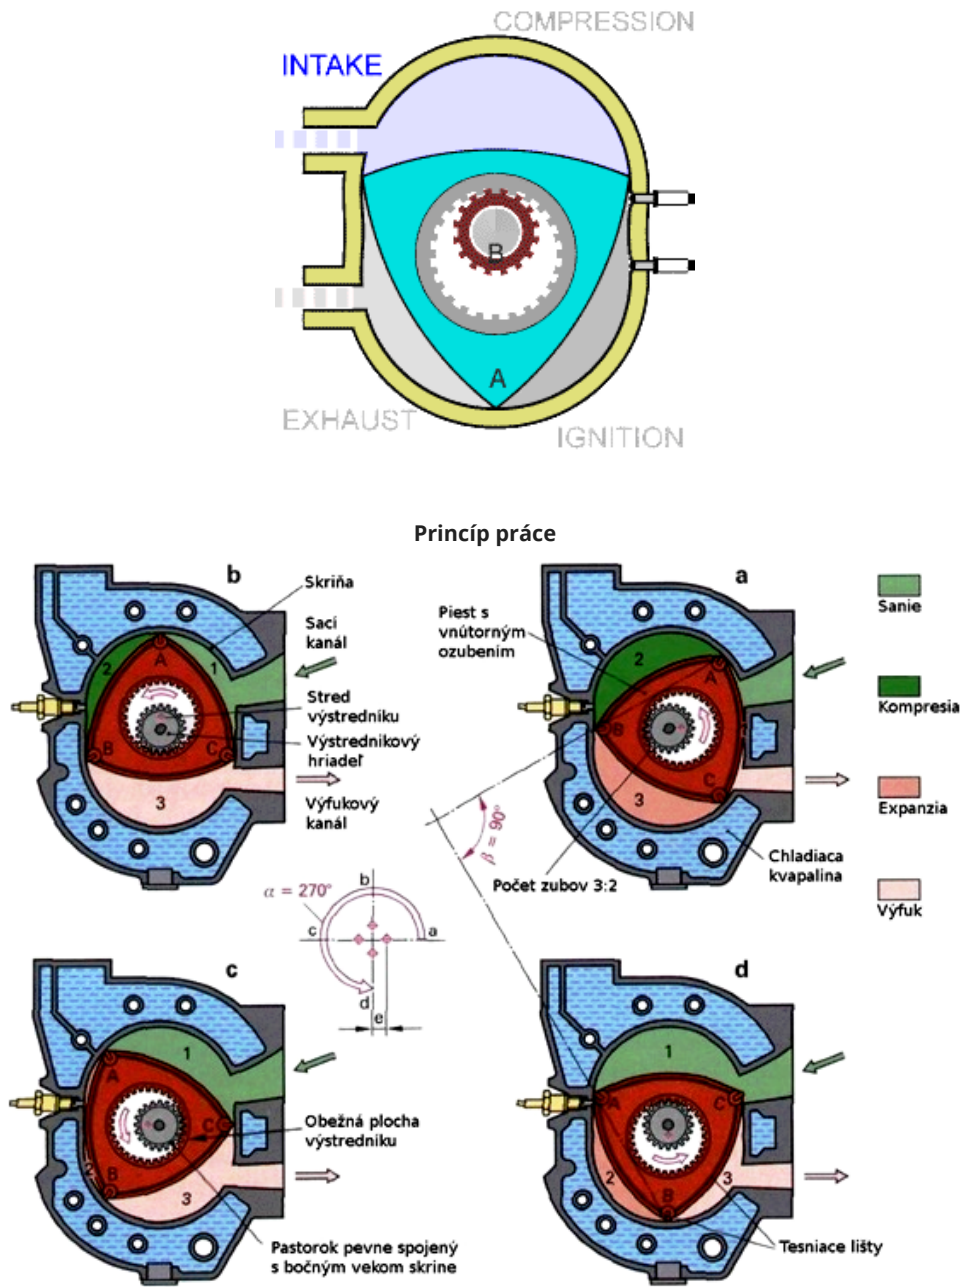 COMPRESSION
INTAKE
B
A
EXHAUST
IGNITION
Princíp práce
b
Skriňa
Sací
kanál
Stred
výstredníku
Výstredníkový
hriadeľ
Výfukový
kanál
A
B
C
1
2
3
a
Piest s
vnútorným
ozubením
Počet zubov 3:2
Chladiaca
kvapalina
β = 90°
A
B
C
2
3
Sanie
Kompresia
Expanzia
Výfuk
α = 270°
b
c
a
d
e
c
1
A
B
C
2
3
Obežná plocha
výstredníku
Pastorok pevne spojený
s bočným vekom skrine
d
1
A
C
B
2
3
Tesniace lišty